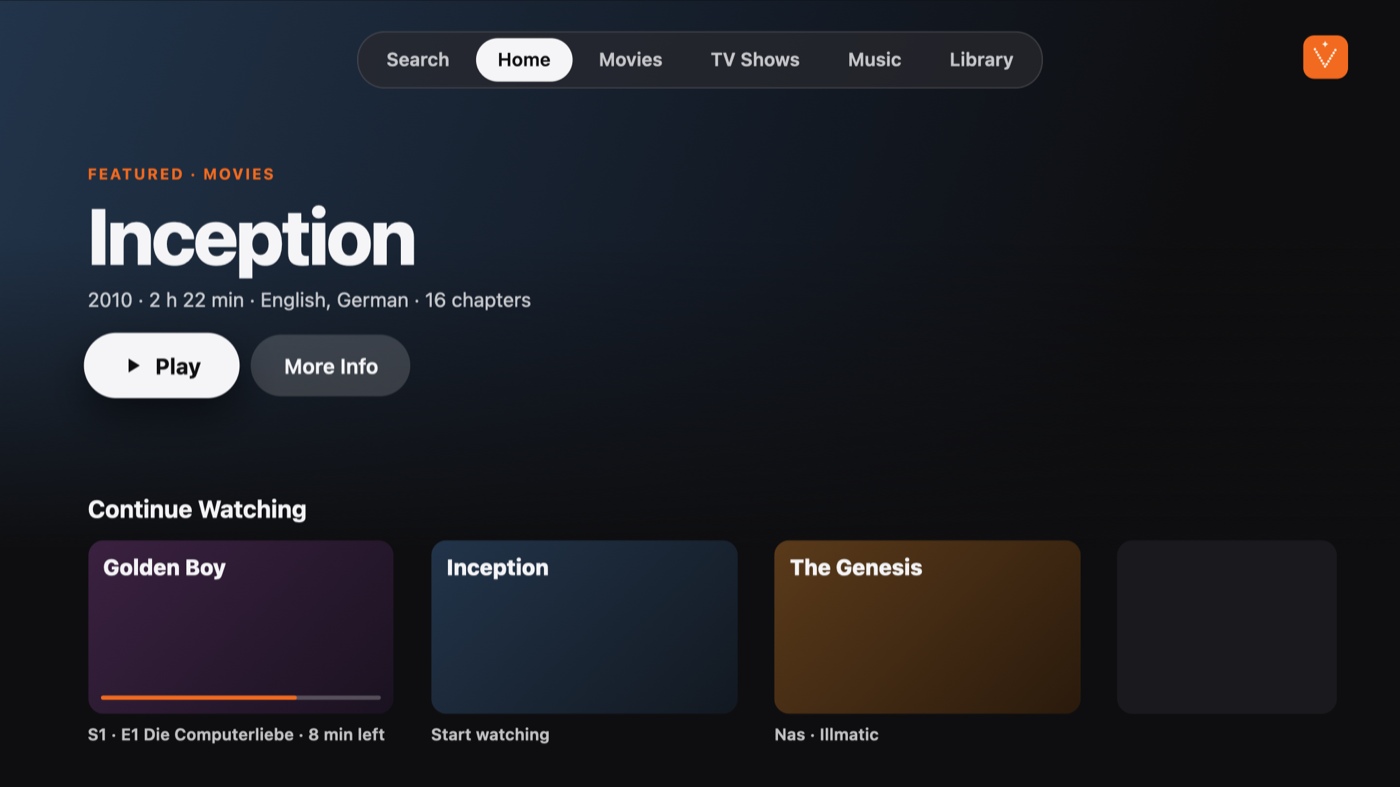 Search Home Movies TV Shows Music Library
FEATURED · MOVIES
Inception
2010 · 2 h 22 min · English, German · 16 chapters
Play More Info
Continue Watching
Golden Boy Inception The Genesis
S1 · E1 Die Computerliebe · 8 min left Start watching Nas · Illmatic